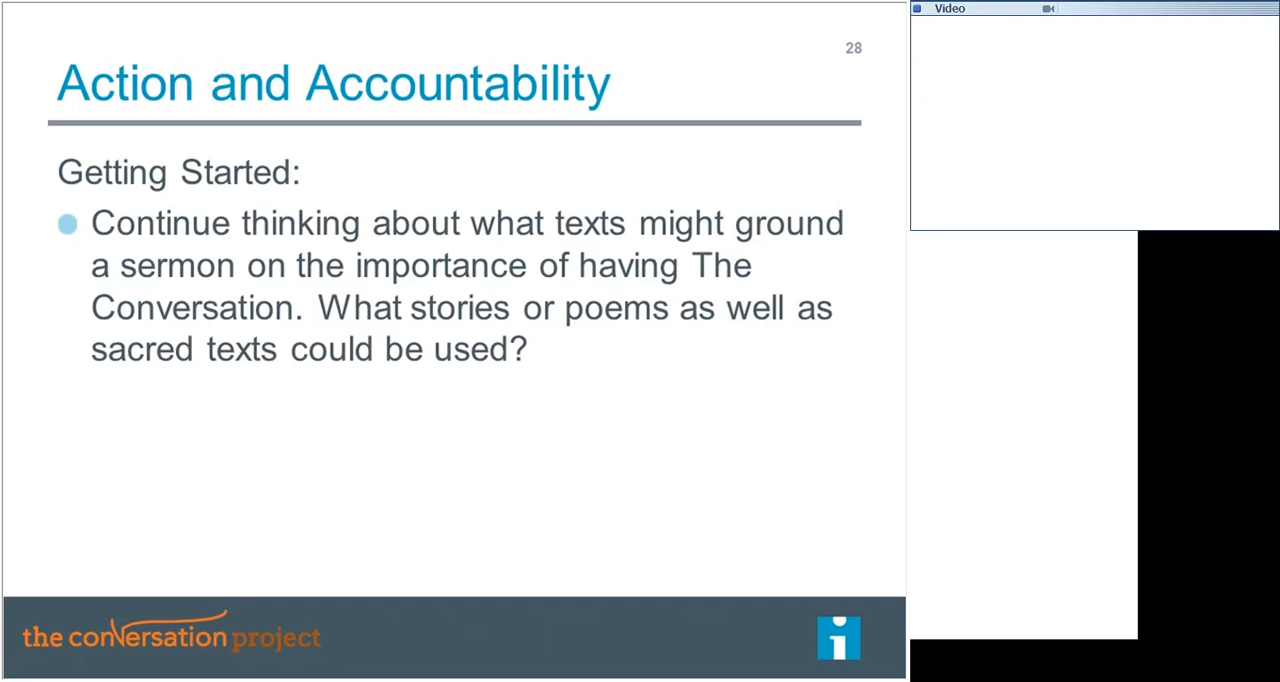 28
Action and Accountability
Getting Started:
Continue thinking about what texts might ground
a sermon on the importance of having The
Conversation. What stories or poems as well as
sacred texts could be used?
the conversation project
i
Video